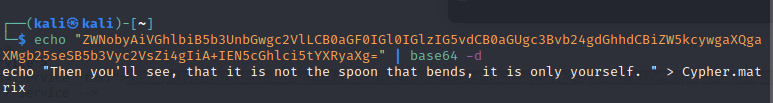 ┌──(kali㉿kali)-[~]
└─$ echo "ZWNobyAiVGhlbiB5b3UnbGwgc2VlLCB0aGF0IGl0IGlzIG5vdCB0aGUgc3Bvb24gdGhhdCBiZW5kcywgaXQga
XMgb25seSB5b3Vyc2VsZi4gIiA+IEN5cGhlci5tYXRyaXg=" | base64 -d
echo "Then you'll see, that it is not the spoon that bends, it is only yourself. " > Cypher.mat
rix